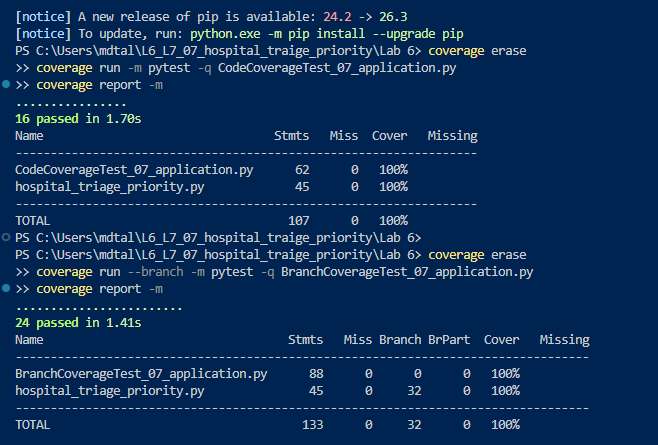 [notice] A new release of pip is available: 24.2 -> 26.3
[notice] To update, run: python.exe -m pip install --upgrade pip
PS C:\Users\mdtal\L6_L7_07_hospital_traige_priority\Lab 6> coverage erase
>> coverage run -m pytest -q CodeCoverageTest_07_application.py
>> coverage report -m
................
16 passed in 1.70s
Name                                 Stmts   Miss  Cover   Missing
------------------------------------------------------------------
CodeCoverageTest_07_application.py      62      0   100%
hospital_triage_priority.py             45      0   100%
------------------------------------------------------------------
TOTAL                                  107      0   100%
PS C:\Users\mdtal\L6_L7_07_hospital_traige_priority\Lab 6>
PS C:\Users\mdtal\L6_L7_07_hospital_traige_priority\Lab 6> coverage erase
>> coverage run --branch -m pytest -q BranchCoverageTest_07_application.py
>> coverage report -m
........................
24 passed in 1.41s
Name                                   Stmts   Miss Branch BrPart  Cover   Missing
----------------------------------------------------------------------------------
BranchCoverageTest_07_application.py      88      0      0      0   100%
hospital_triage_priority.py               45      0     32      0   100%
----------------------------------------------------------------------------------
TOTAL                                    133      0     32      0   100%